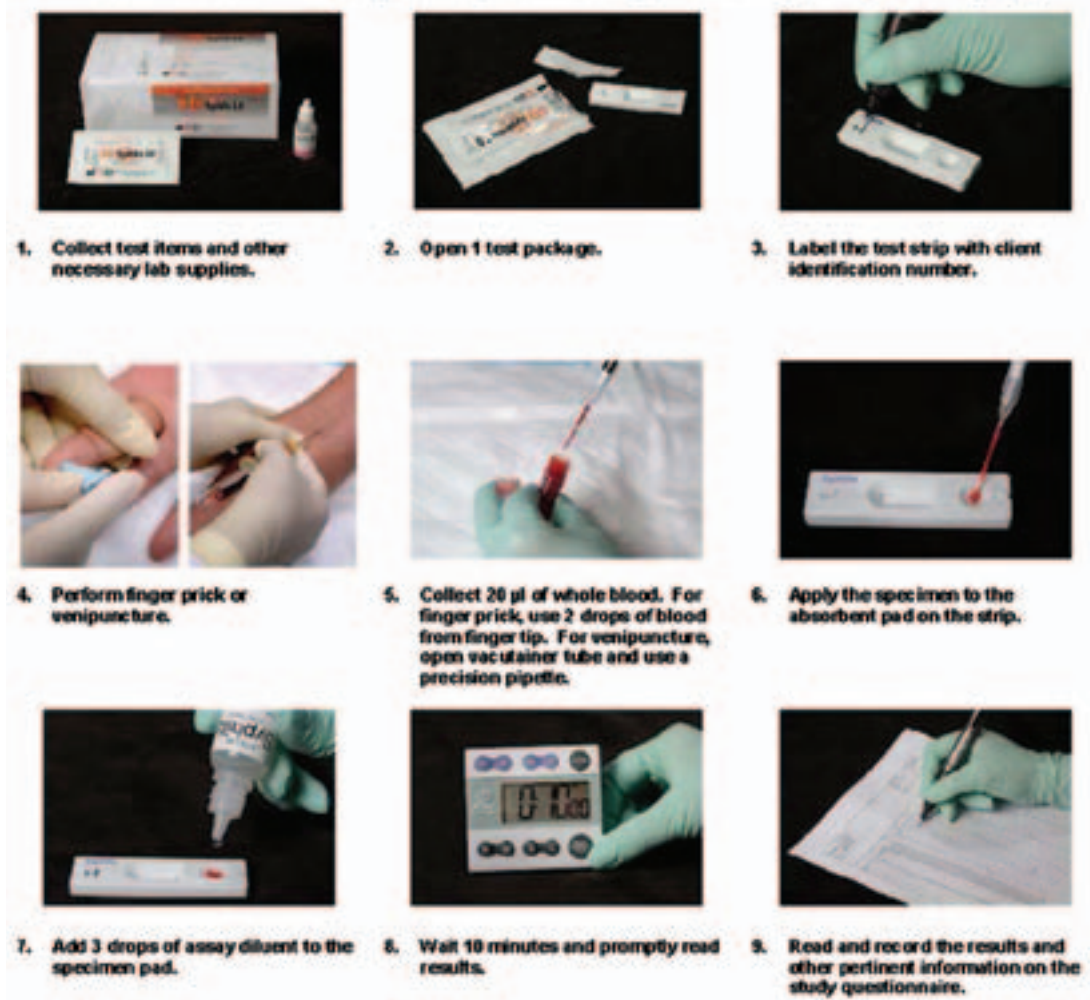 1. Collect test items and other
necessary lab supplies.
2. Open 1 test package.
3. Label the test strip with client
identification number.
4. Perform finger prick or
venipuncture.
5. Collect 20 µl of whole blood. For
finger prick, use 2 drops of blood
from finger tip. For venipuncture,
open vacutainer tube and use a
precision pipette.
6. Apply the specimen to the
absorbent pad on the strip.
7. Add 3 drops of assay diluent to the
specimen pad.
8. Wait 10 minutes and promptly read
results.
9. Read and record the results and
other pertinent information on the
study questionnaire.